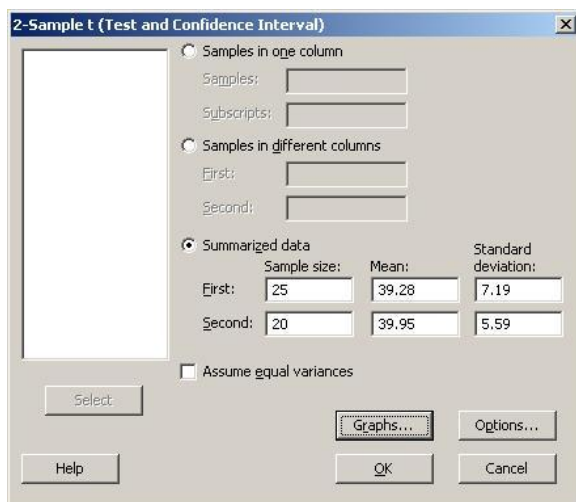 2-Sample t (Test and Confidence Interval)
Samples in one column
Samples:
Subscripts:
Samples in different columns
First:
Second:
Summarized data
Sample size: Mean: Standard deviation:
First: 25 39.28 7.19
Second: 20 39.95 5.59
Assume equal variances
Select
Graphs... Options...
Help OK Cancel